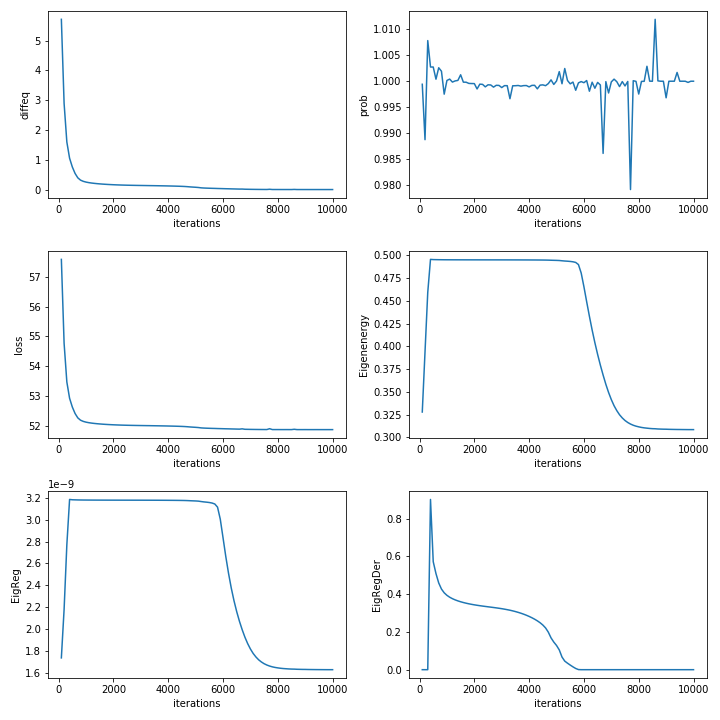 5
4
3
2
1
0
diffeq
0 2000 4000 6000 8000 10000
iterations
1.010
1.005
1.000
0.995
0.990
0.985
0.980
prob
0 2000 4000 6000 8000 10000
iterations
57
56
55
54
53
52
loss
0 2000 4000 6000 8000 10000
iterations
0.500
0.475
0.450
0.425
0.400
0.375
0.350
0.325
0.300
Eigenenergy
0 2000 4000 6000 8000 10000
iterations
1e−9
3.2
3.0
2.8
2.6
2.4
2.2
2.0
1.8
1.6
EigReg
0 2000 4000 6000 8000 10000
iterations
0.8
0.6
0.4
0.2
0.0
EigRegDer
0 2000 4000 6000 8000 10000
iterations